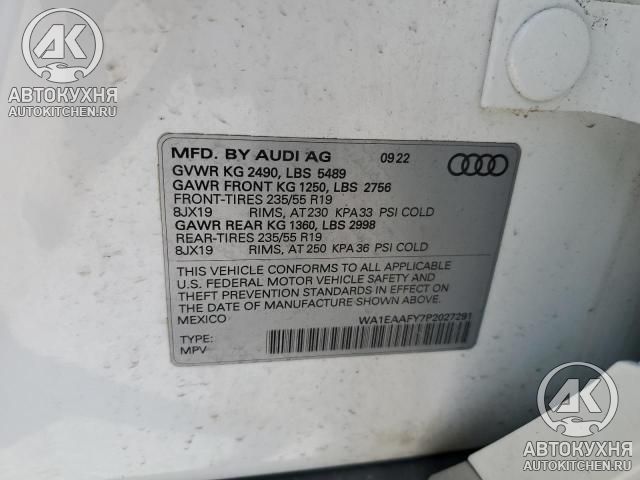 АВТОКУХНЯ
AUTOKITCHEN.RU
MFD. BY AUDI AG 09 22
GVWR KG 2490, LBS 5489
GAWR FRONT KG 1250, LBS 2756
FRONT-TIRES 235/55 R19
8JX19 RIMS, AT 230 KPA 33 PSI COLD
GAWR REAR KG 1360, LBS 2998
REAR-TIRES 235/55 R19
8JX19 RIMS, AT 250 KPA 36 PSI COLD
THIS VEHICLE CONFORMS TO ALL APPLICABLE
U.S. FEDERAL MOTOR VEHICLE SAFETY AND
THEFT PREVENTION STANDARDS IN EFFECT ON
THE DATE OF MANUFACTURE SHOWN ABOVE.
MEXICO WA1EAAFY7P2027291
TYPE:
MPV
АК
АВТОКУХНЯ
AUTOKITCHEN.RU
АК